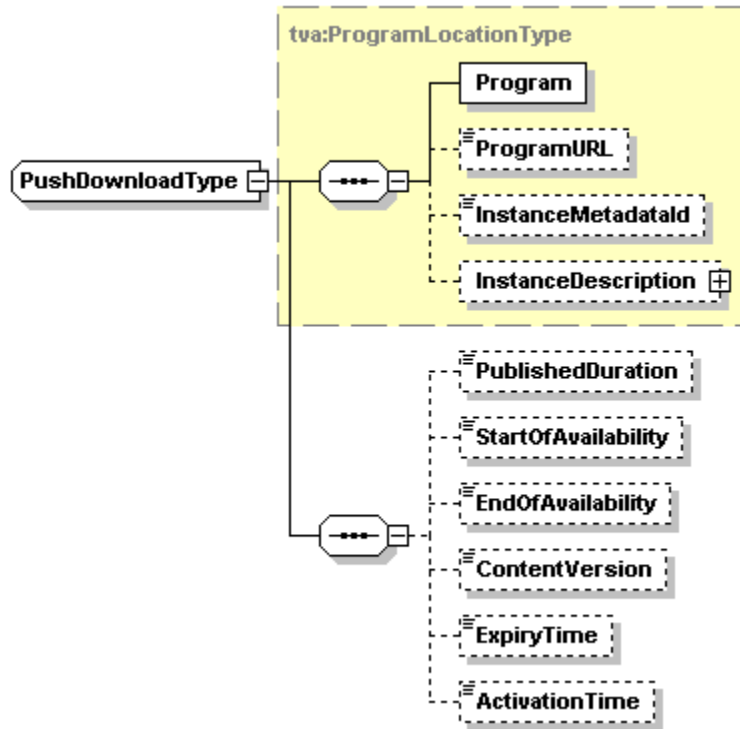 tva:ProgramLocationType
Program
ProgramURL
PushDownloadType
InstanceMetadataId
InstanceDescription
PublishedDuration
StartOfAvailability
EndOfAvailability
ContentVersion
ExpiryTime
ActivationTime